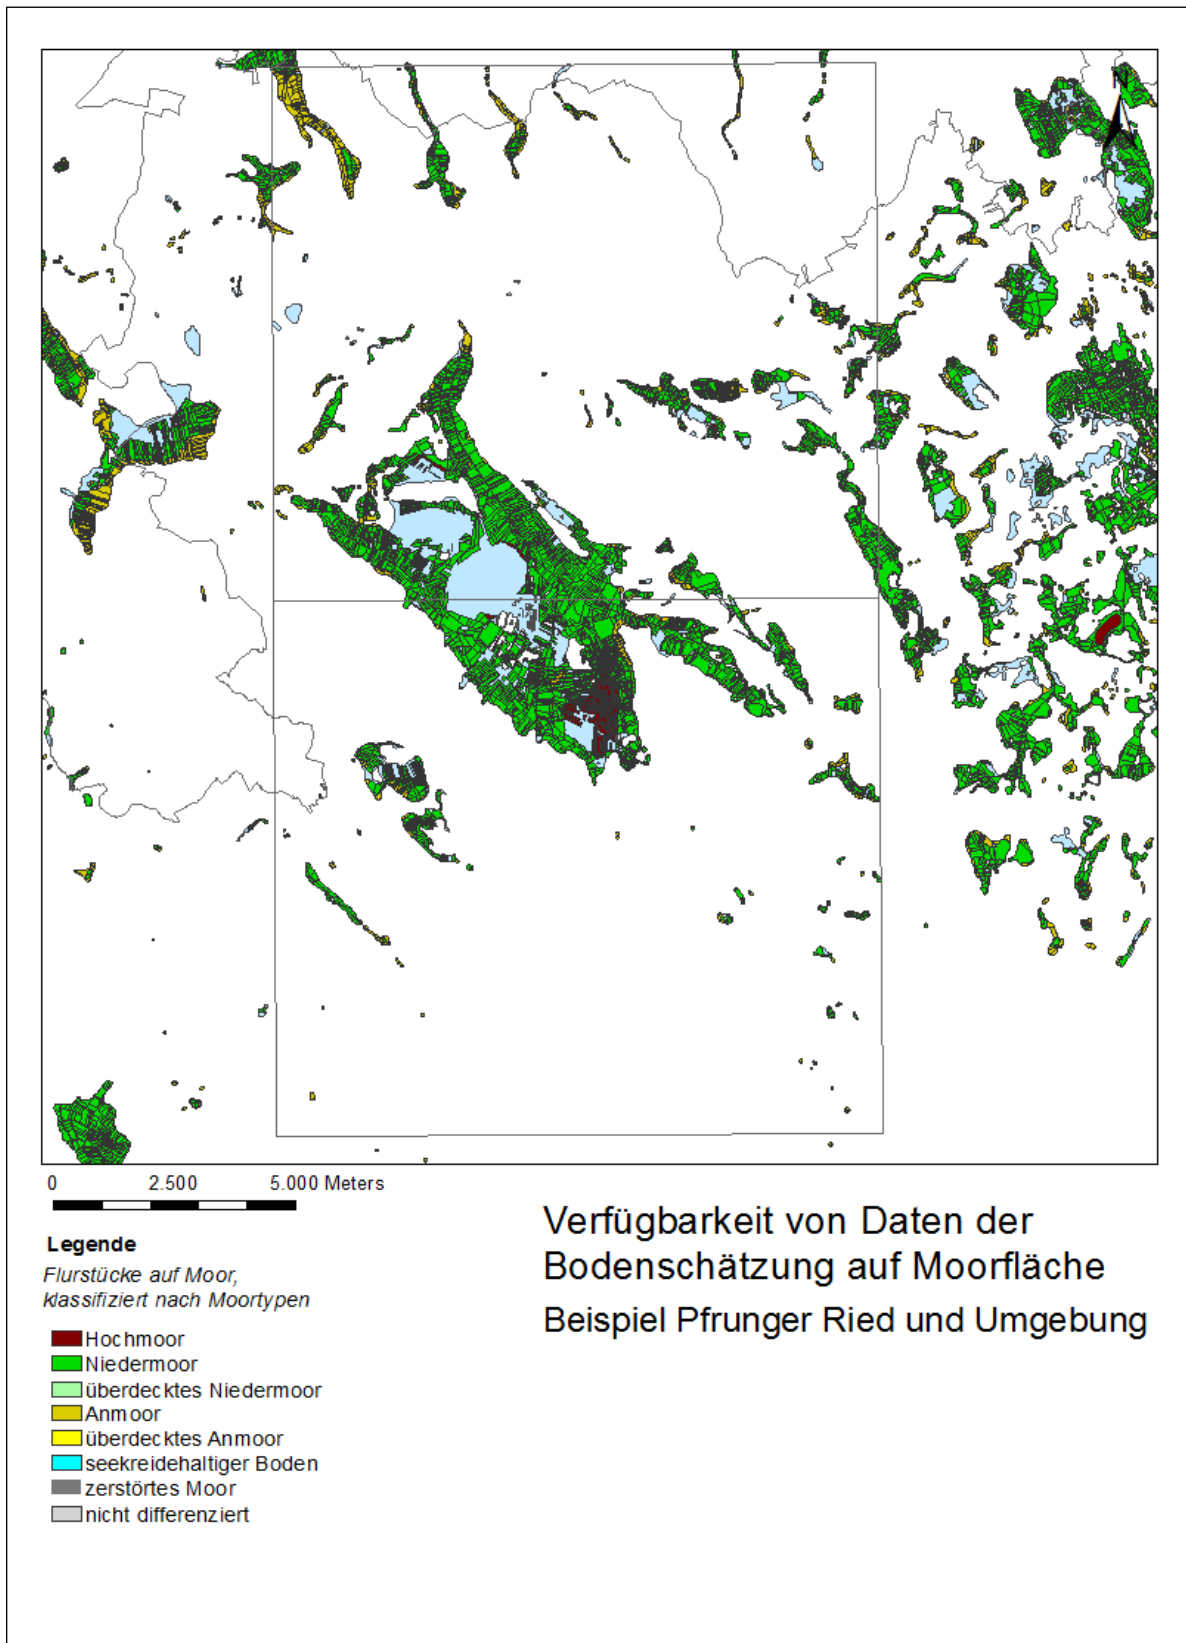 N
0 2.500 5.000 Meters
Verfügbarkeit von Daten der
Bodenschätzung auf Moorfläche
Beispiel Pfrunger Ried und Umgebung
Legende
Flurstücke auf Moor,
klassifiziert nach Moortypen
Hochmoor
Niedermoor
überdecktes Niedermoor
Anmoor
überdecktes Anmoor
seekreidehaltiger Boden
zerstörtes Moor
nicht differenziert